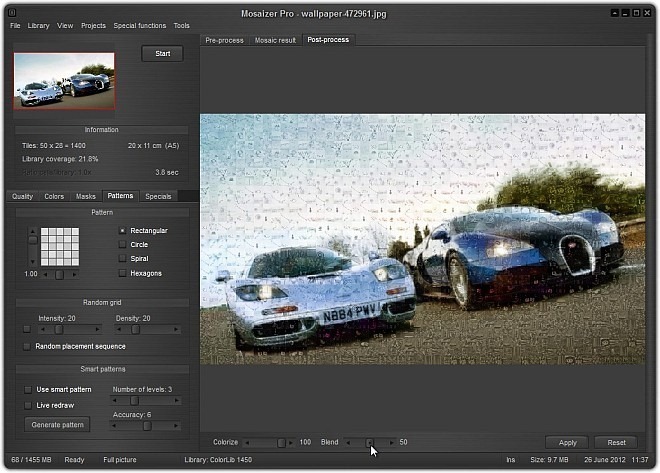 Mosaizer Pro - wallpaper-472961.jpg
File Library View Projects Special functions Tools
Start
Pre-process Mosaic result Post-process
Information
Tiles: 50 x 28 = 1400 20 x 11 cm (A5)
Library coverage: 21.8%
3.8 sec
Quality Colors Masks Patterns Specials
Pattern
Rectangular
Circle
Spiral
Hexagons
1.00
Random grid
Intensity: 20 Density: 20
Random placement sequence
Smart patterns
Use smart pattern Number of levels: 3
Live redraw
Accuracy: 6
Generate pattern
N884 PWV
Colorize 100 Blend 50 Apply Reset
68 / 1455 MB Ready Full picture Library: ColorLib 1450 Ins Size: 9.7 MB 26 June 2012 11:37